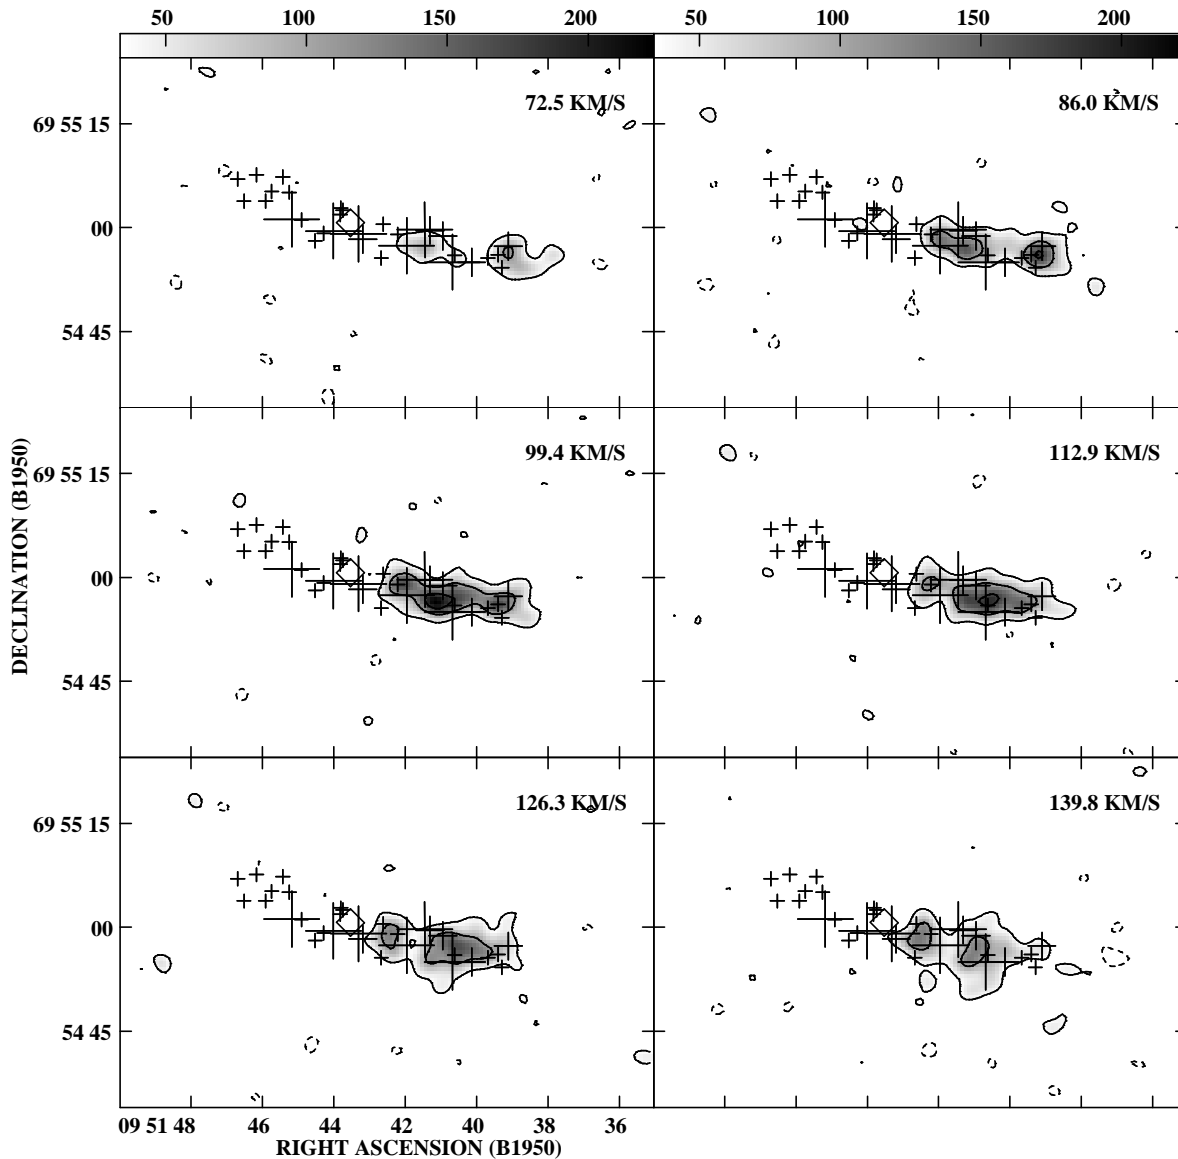 50 100 150 200 50 100 150 200
72.5 KM/S 86.0 KM/S
69 55 15
00
54 45
99.4 KM/S 112.9 KM/S
69 55 15
00
54 45
DECLINATION (B1950)
126.3 KM/S 139.8 KM/S
69 55 15
00
54 45
09 51 48 46 44 42 40 38 36
RIGHT ASCENSION (B1950)